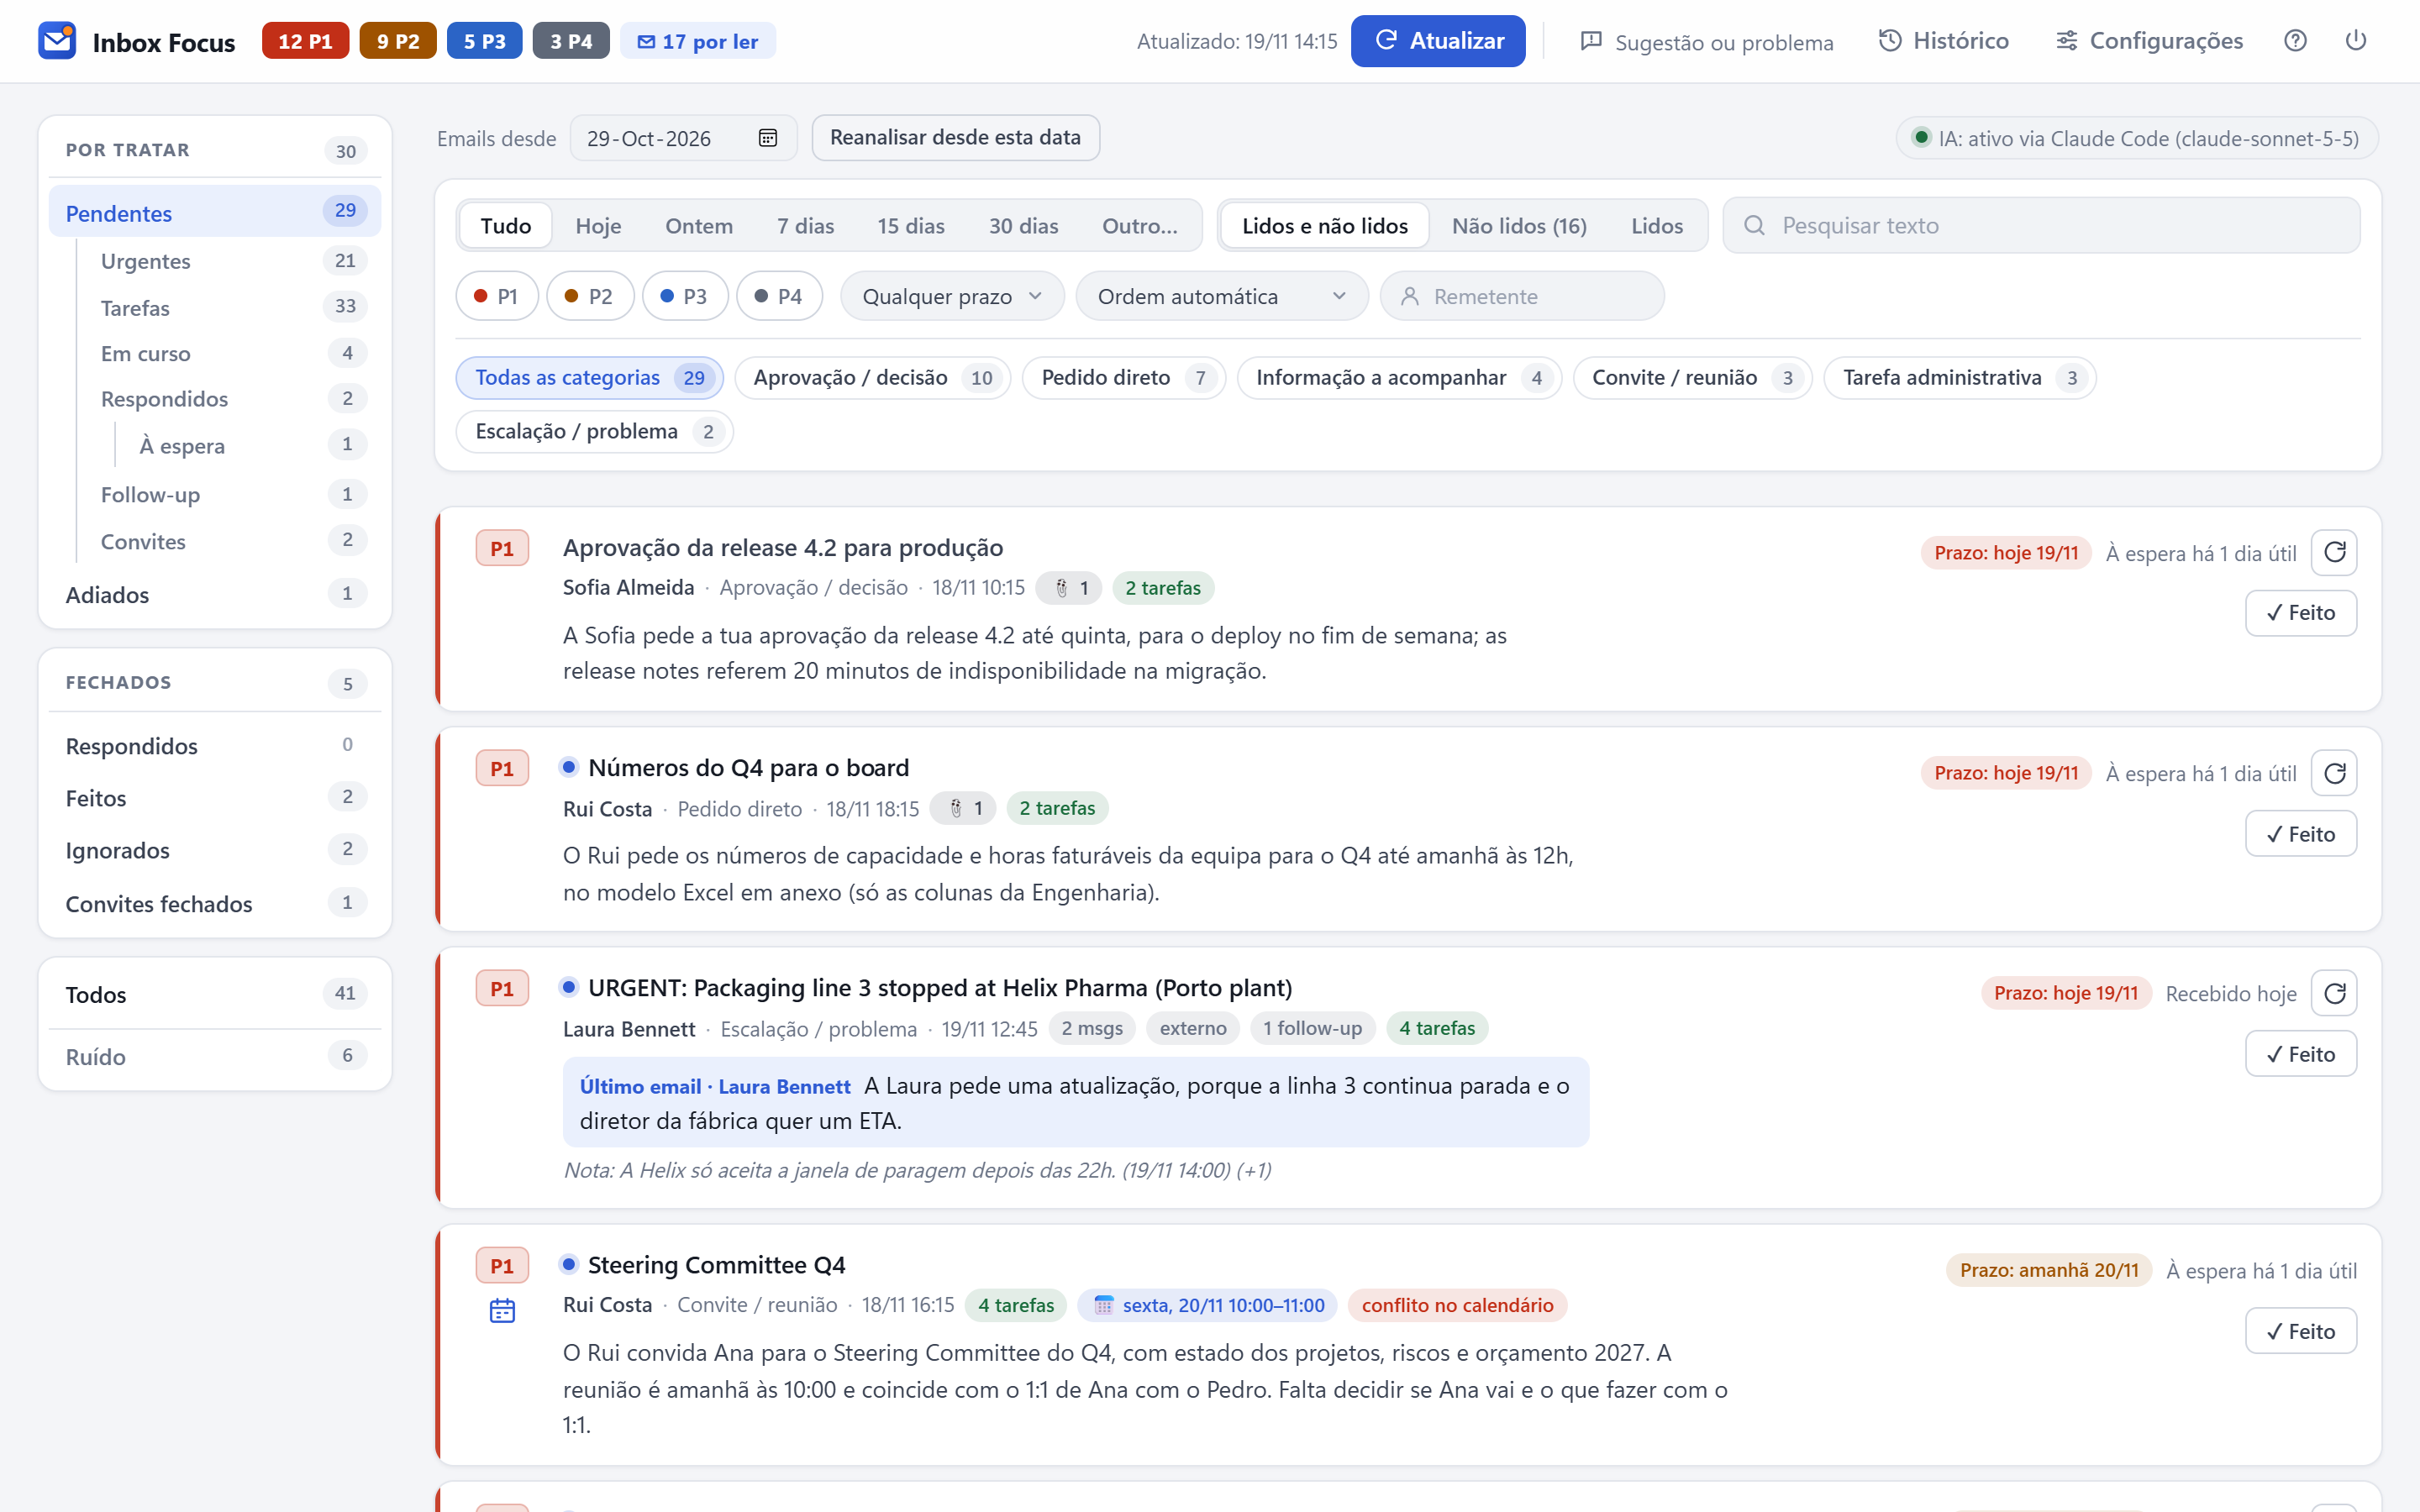 Inbox Focus
12 P1
9 P2
5 P3
3 P4
17 por ler
Atualizado: 19/11 14:15
Atualizar
Sugestão ou problema
Histórico
Configurações
POR TRATAR 30
Pendentes 29
Urgentes 21
Tarefas 33
Em curso 4
Respondidos 2
À espera 1
Follow-up 1
Convites 2
Adiados 1
FECHADOS 5
Respondidos 0
Feitos 2
Ignorados 2
Convites fechados 1
Todos 41
Ruído 6
Emails desde
29-Oct-2026
Reanalisar desde esta data
IA: ativo via Claude Code (claude-sonnet-5-5)
Tudo
Hoje
Ontem
7 dias
15 dias
30 dias
Outro...
Lidos e não lidos
Não lidos (16)
Lidos
Pesquisar texto
P1
P2
P3
P4
Qualquer prazo
Ordem automática
Remetente
Todas as categorias 29
Aprovação / decisão 10
Pedido direto 7
Informação a acompanhar 4
Convite / reunião 3
Tarefa administrativa 3
Escalação / problema 2
P1
Aprovação da release 4.2 para produção
Prazo: hoje 19/11
À espera há 1 dia útil
Sofia Almeida · Aprovação / decisão · 18/11 10:15 1 2 tarefas
✓ Feito
A Sofia pede a tua aprovação da release 4.2 até quinta, para o deploy no fim de semana; as
release notes referem 20 minutos de indisponibilidade na migração.
P1
Números do Q4 para o board
Prazo: hoje 19/11
À espera há 1 dia útil
Rui Costa · Pedido direto · 18/11 18:15 1 2 tarefas
✓ Feito
O Rui pede os números de capacidade e horas faturáveis da equipa para o Q4 até amanhã às 12h,
no modelo Excel em anexo (só as colunas da Engenharia).
P1
URGENT: Packaging line 3 stopped at Helix Pharma (Porto plant)
Prazo: hoje 19/11
Recebido hoje
Laura Bennett · Escalação / problema · 19/11 12:45 2 msgs externo 1 follow-up 4 tarefas
✓ Feito
Último email · Laura Bennett A Laura pede uma atualização, porque a linha 3 continua parada e o
diretor da fábrica quer um ETA.
Nota: A Helix só aceita a janela de paragem depois das 22h. (19/11 14:00) (+1)
P1
Steering Committee Q4
Prazo: amanhã 20/11
À espera há 1 dia útil
Rui Costa · Convite / reunião · 18/11 16:15 4 tarefas sexta, 20/11 10:00–11:00 conflito no calendário
✓ Feito
O Rui convida Ana para o Steering Committee do Q4, com estado dos projetos, riscos e orçamento 2027. A
reunião é amanhã às 10:00 e coincide com o 1:1 de Ana com o Pedro. Falta decidir se Ana vai e o que fazer com o
1:1.